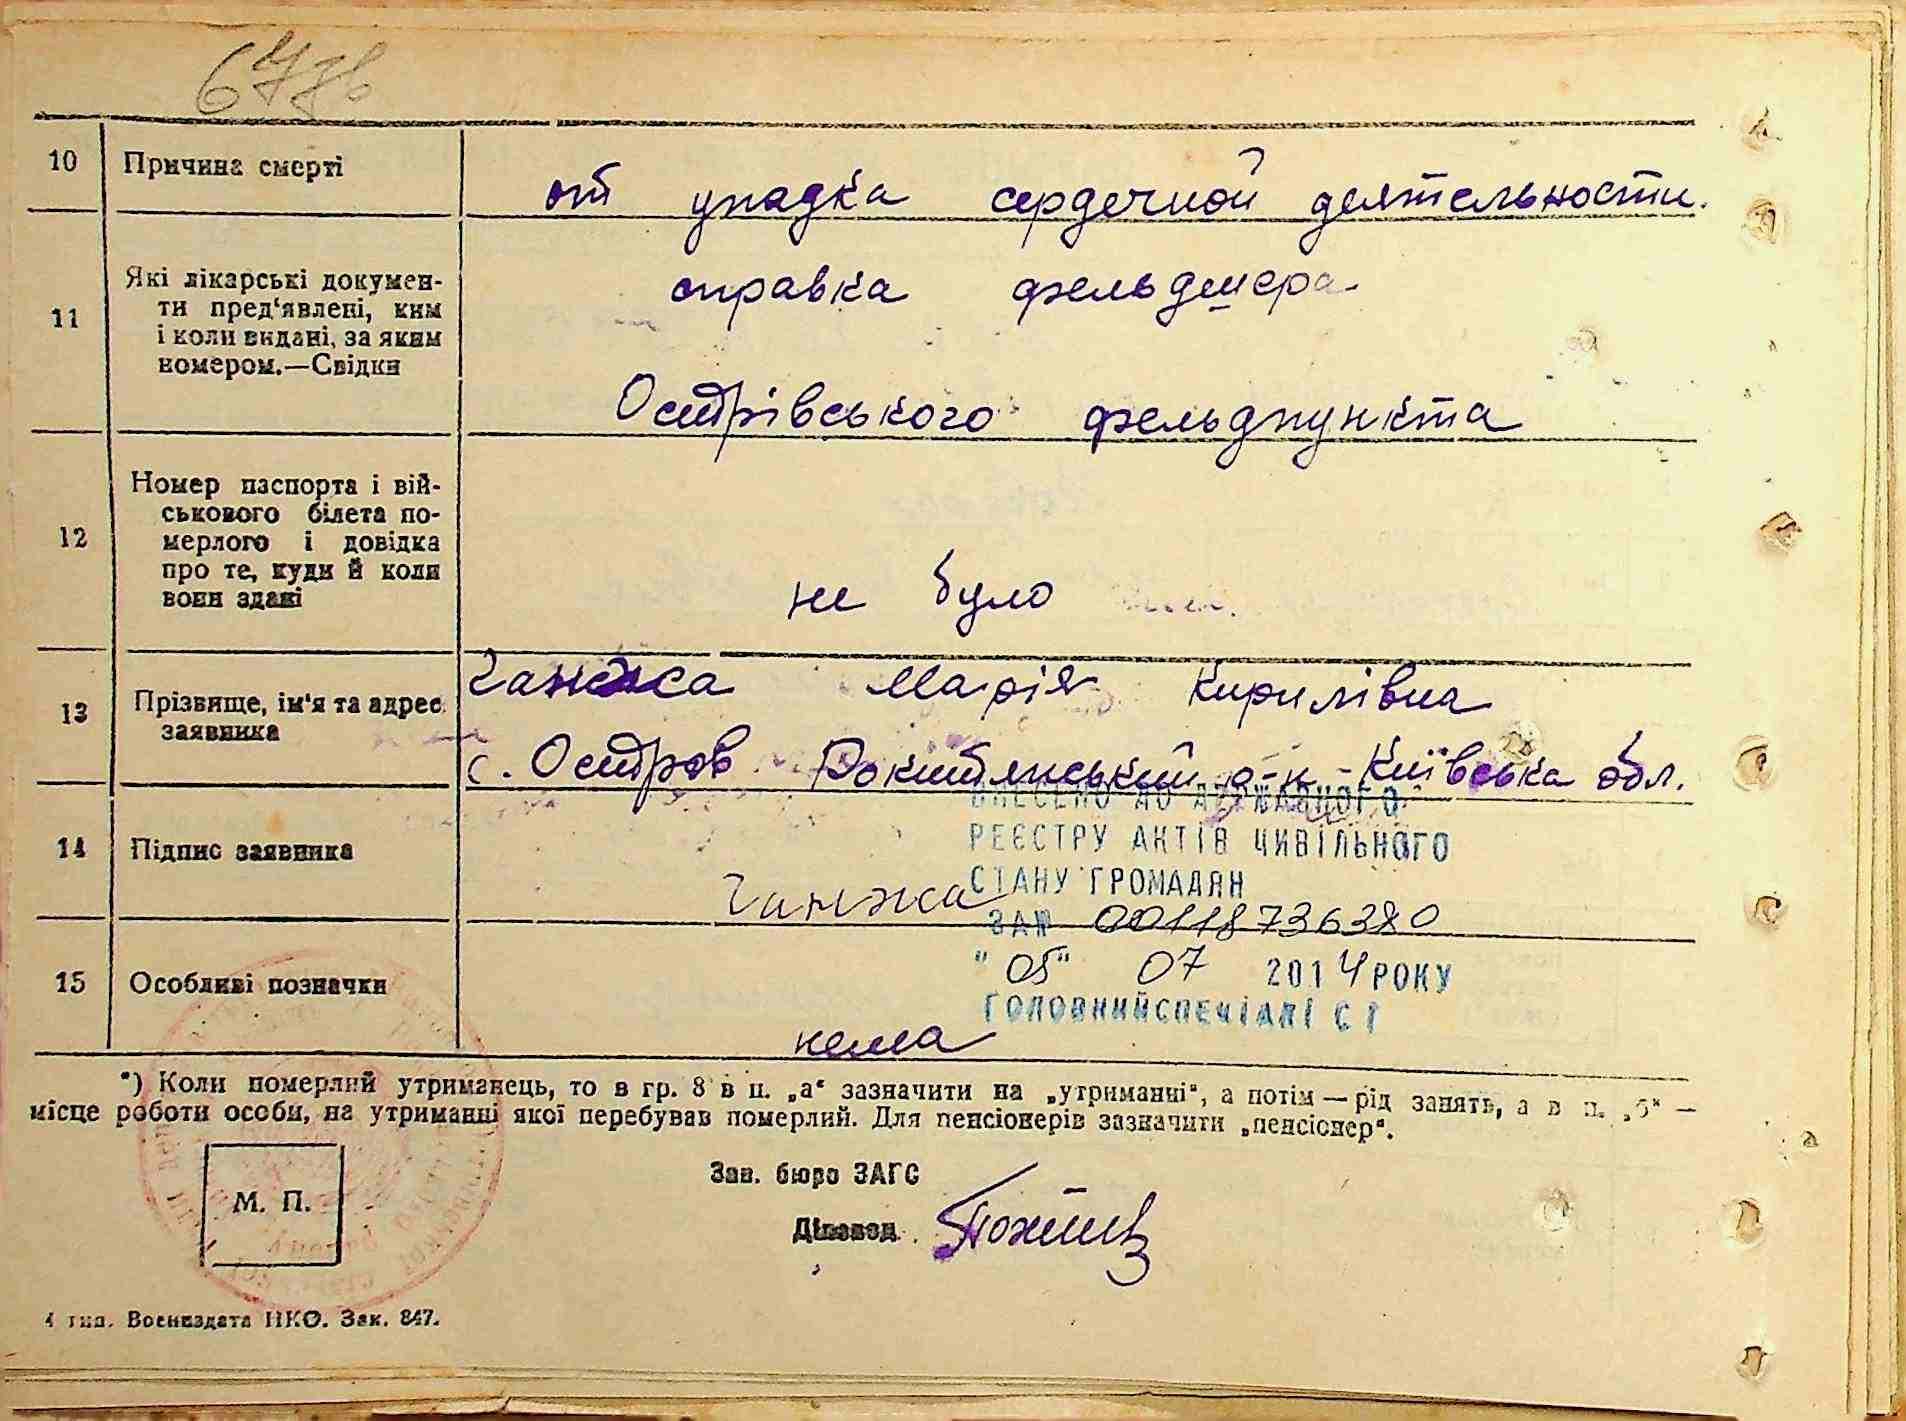 10 Причина смерті от упадка сердечной деятельности.
11 Які лікарські докумен-
ти пред'явлені, ким
і коли видані, за яким
номером.—Свідки
справка фельдшера
Острівського фельдпункта
12 Номер паспорта і вій-
ськового білета по-
мерлого і довідка
про те, куди й коли
вони здані
не було
13 Прізвище, ім'я та адрес
заявника
Ганжа Марія Кирилівна
с. Остров Рокитянський р-н Київська обл.
ВНЕСЕНО ДО ДЕРЖАВНОГО
РЕЄСТРУ АКТІВ ЦИВІЛЬНОГО
СТАНУ ГРОМАДЯН
14 Підпис заявника Ганжа
ЗА № 00118736380
"05" 07 2014 РОКУ
ГОЛОВНИЙ СПЕЦІАЛІСТ
15 Особливі позначки нема
*) Коли померлий утриманець, то в гр. 8 в п. „а“ зазначити на „утриманні“, а потім — рід занять, а в п. „б“ —
місце роботи особи, на утриманні якої перебував померлий. Для пенсіонерів зазначити „пенсіонер“.
М. П.
Зав. бюро ЗАГС
Діловод
4 тип. Воениздата НКО. Зак. 847.